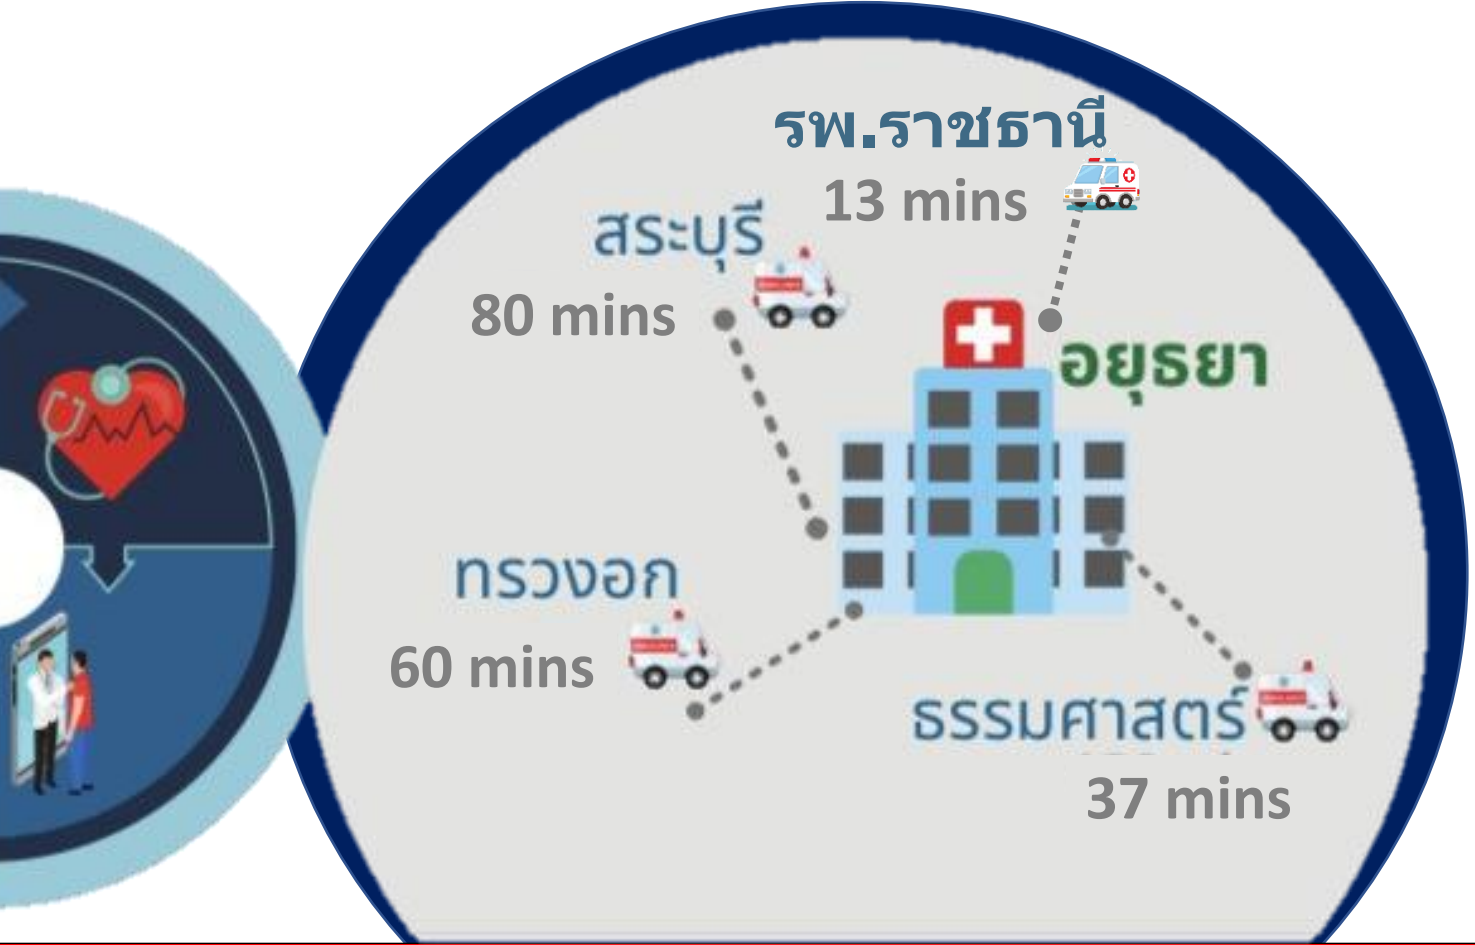 รพ.ราชธานี
13 mins
สระบุรี
80 mins
อยุธยา
ทรวงอก
60 mins
ธรรมศาสตร์
37 mins